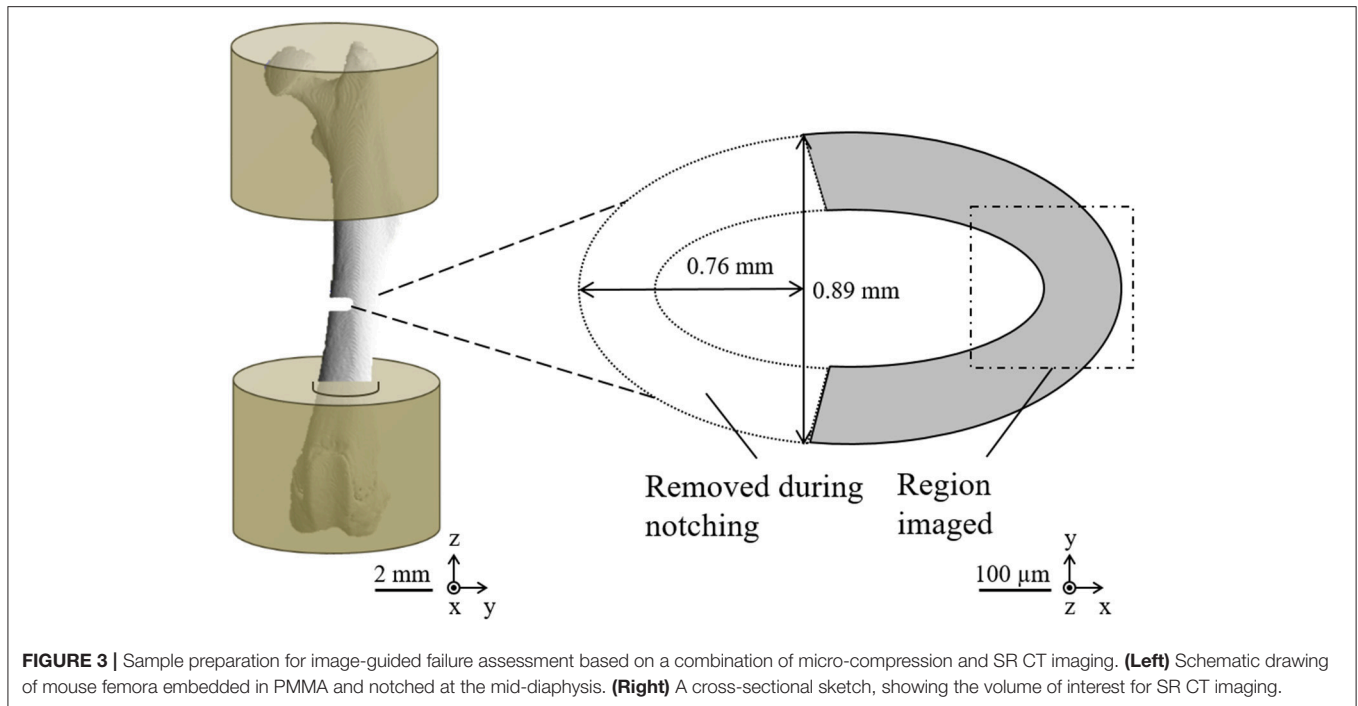 0.76 mm
0.89 mm
Removed during
notching
Region
imaged
z
2 mm
x y
y
100 µm
z x
FIGURE 3 | Sample preparation for image-guided failure assessment based on a combination of micro-compression and SR CT imaging. (Left) Schematic drawing
of mouse femora embedded in PMMA and notched at the mid-diaphysis. (Right) A cross-sectional sketch, showing the volume of interest for SR CT imaging.